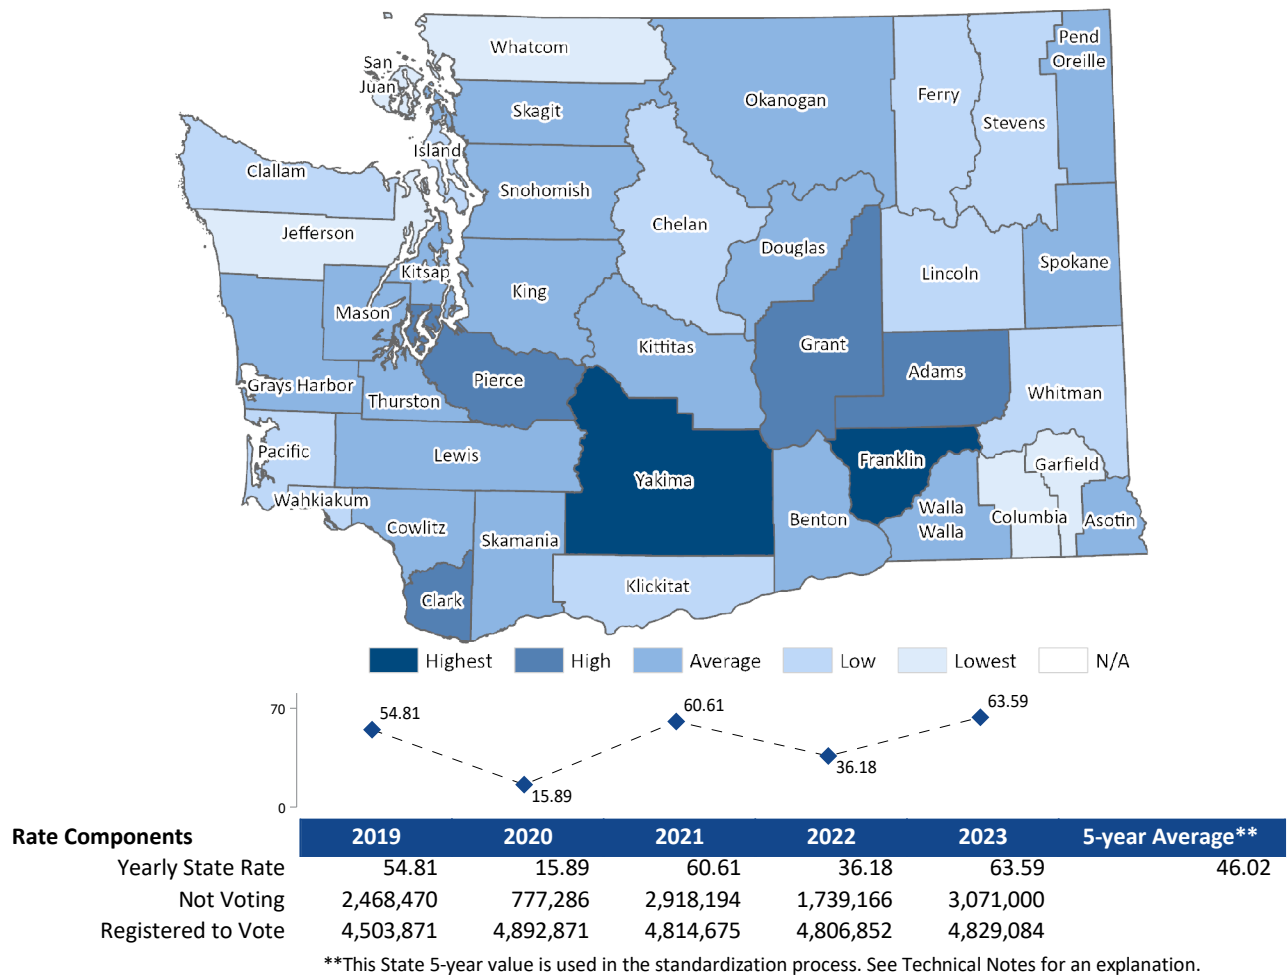 Whatcom
San
Juan
Skagit
Okanogan
Ferry
Stevens
Pend
Oreille
Island
Clallam
Snohomish
Chelan
Jefferson
Douglas
Kitsap
King
Lincoln
Spokane
Mason
Kittitas
Grant
Adams
Grays Harbor
Thurston
Pierce
Whitman
Pacific
Lewis
Yakima
Franklin
Garfield
Wahkiakum
Cowlitz
Skamania
Benton
Walla
Walla
Columbia
Asotin
Clark
Klickitat
Highest High Average Low Lowest N/A
70
54.81
60.61
63.59
36.18
15.89
0
Rate Components 2019 2020 2021 2022 2023 5-year Average**
Yearly State Rate 54.81 15.89 60.61 36.18 63.59 46.02
Not Voting 2,468,470 777,286 2,918,194 1,739,166 3,071,000
Registered to Vote 4,503,871 4,892,871 4,814,675 4,806,852 4,829,084
**This State 5-year value is used in the standardization process. See Technical Notes for an explanation.